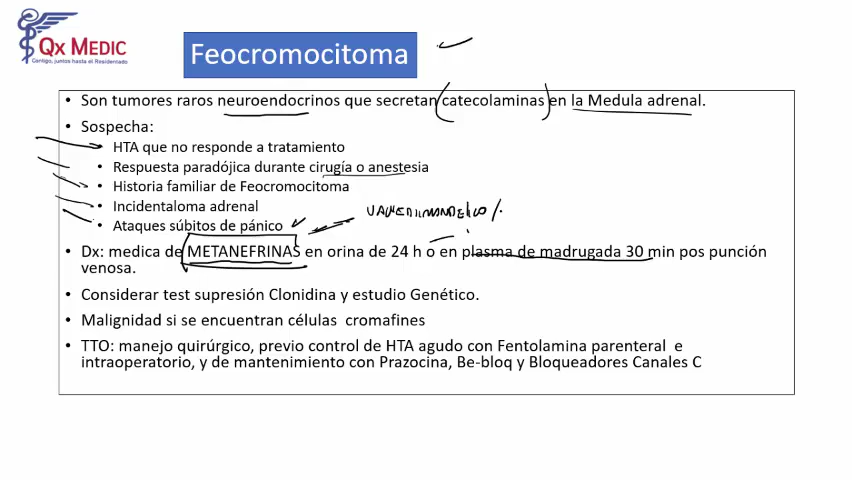 Qx MEDIC
Contigo, juntos hasta el Residentado
Feocromocitoma
• Son tumores raros neuroendocrinos que secretan catecolaminas en la Medula adrenal.
• Sospecha:
• HTA que no responde a tratamiento
• Respuesta paradójica durante cirugía o anestesia
• Historia familiar de Feocromocitoma
• Incidentaloma adrenal
• Ataques súbitos de pánico
• Dx: medica de METANEFRINAS en orina de 24 h o en plasma de madrugada 30 min pos punción
venosa.
• Considerar test supresión Clonidina y estudio Genético.
• Malignidad si se encuentran células cromafines
• TTO: manejo quirúrgico, previo control de HTA agudo con Fentolamina parenteral e
intraoperatorio, y de mantenimiento con Prazocina, Be-bloq y Bloqueadores Canales C